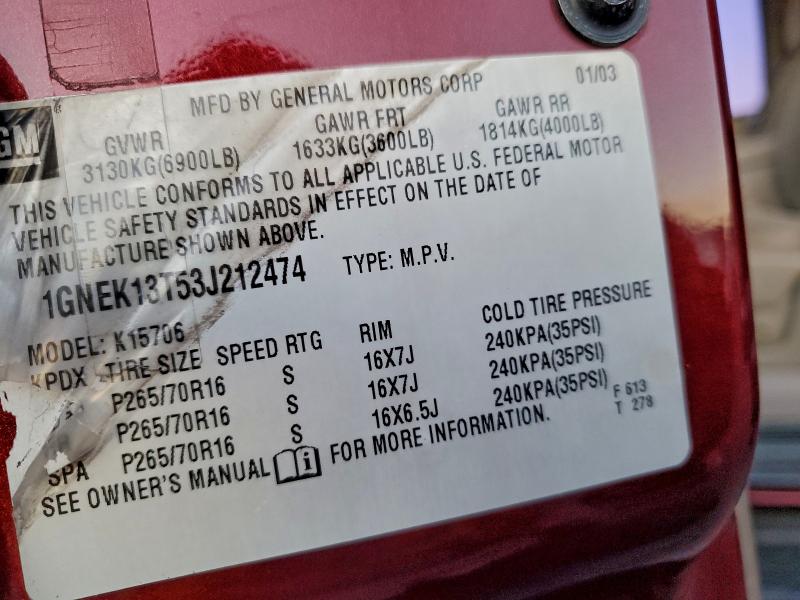 GM
MFD BY GENERAL MOTORS CORP 01/03
GVWR GAWR FRT GAWR RR
3130KG(6900LB) 1633KG(3600LB) 1814KG(4000LB)
THIS VEHICLE CONFORMS TO ALL APPLICABLE U.S. FEDERAL MOTOR
VEHICLE SAFETY STANDARDS IN EFFECT ON THE DATE OF
MANUFACTURE SHOWN ABOVE.
1GNEK13T53J212474 TYPE: M.P.V.
MODEL: K15706
KPDX TIRE SIZE SPEED RTG RIM COLD TIRE PRESSURE
P265/70R16 S 16X7J 240KPA(35PSI)
P265/70R16 S 16X7J 240KPA(35PSI)
SPA P265/70R16 S 16X6.5J 240KPA(35PSI)
SEE OWNER'S MANUAL FOR MORE INFORMATION.
F 613
T 278